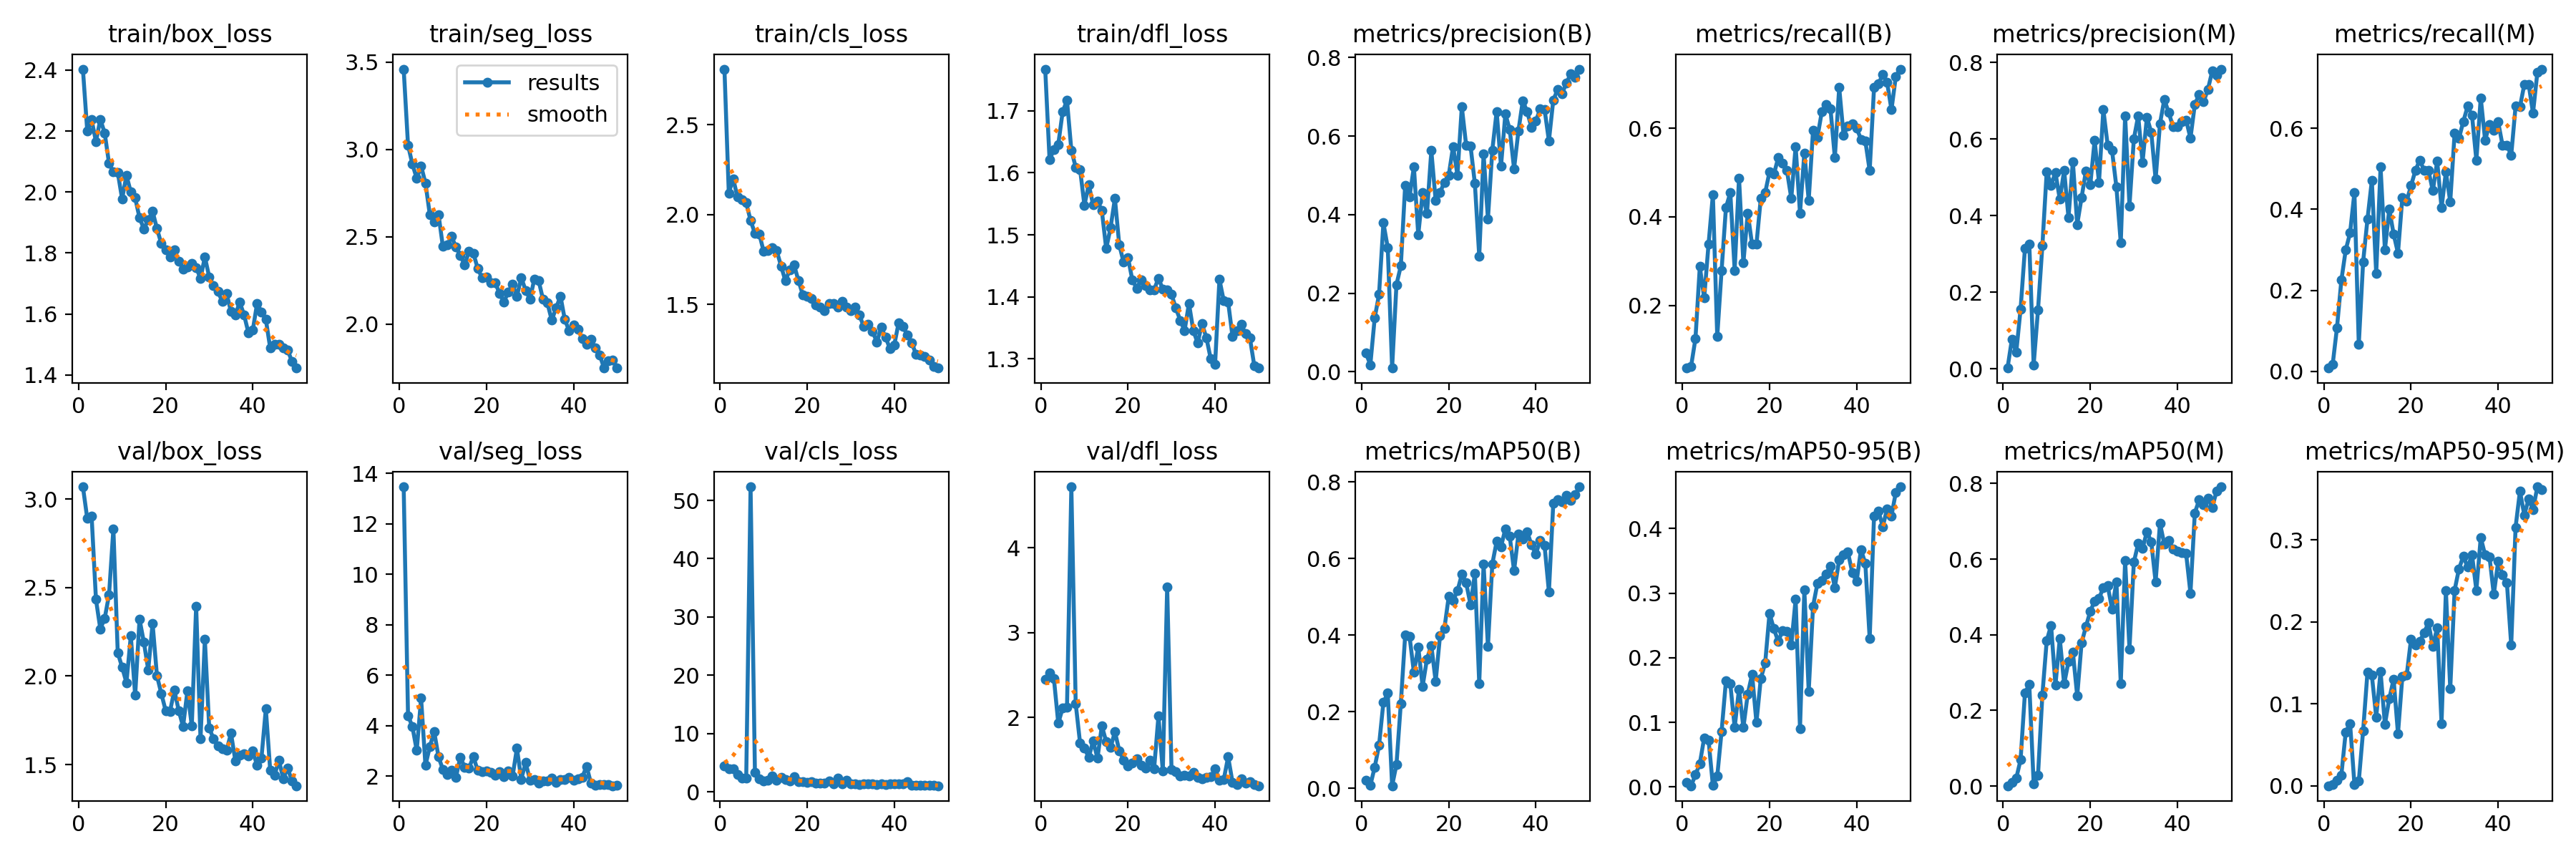 train/box_loss
2.4
2.2
2.0
1.8
1.6
1.4
0 20 40
train/seg_loss
results
smooth
3.5
3.0
2.5
2.0
0 20 40
train/cls_loss
2.5
2.0
1.5
0 20 40
train/dfl_loss
1.7
1.6
1.5
1.4
1.3
0 20 40
metrics/precision(B)
0.8
0.6
0.4
0.2
0.0
0 20 40
metrics/recall(B)
0.6
0.4
0.2
0 20 40
metrics/precision(M)
0.8
0.6
0.4
0.2
0.0
0 20 40
metrics/recall(M)
0.6
0.4
0.2
0.0
0 20 40
val/box_loss
3.0
2.5
2.0
1.5
0 20 40
val/seg_loss
14
12
10
8
6
4
2
0 20 40
val/cls_loss
50
40
30
20
10
0
0 20 40
val/dfl_loss
4
3
2
0 20 40
metrics/mAP50(B)
0.8
0.6
0.4
0.2
0.0
0 20 40
metrics/mAP50-95(B)
0.4
0.3
0.2
0.1
0.0
0 20 40
metrics/mAP50(M)
0.8
0.6
0.4
0.2
0.0
0 20 40
metrics/mAP50-95(M)
0.3
0.2
0.1
0.0
0 20 40